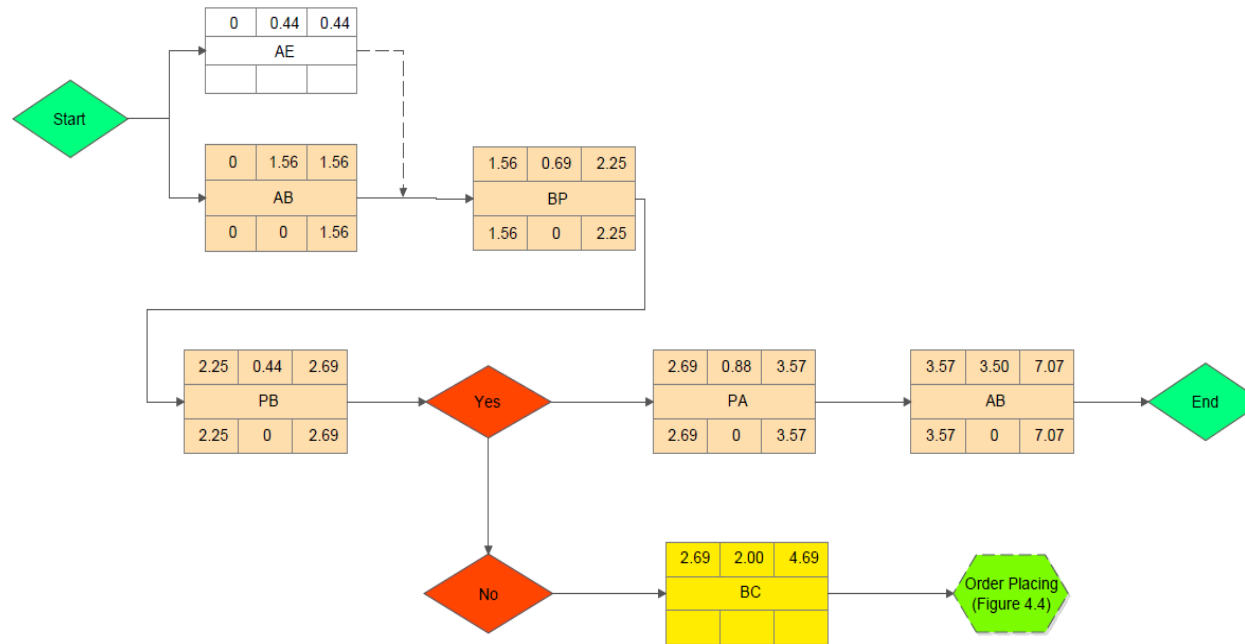 0 0.44 0.44
AE
Start
0 1.56 1.56
AB
0 0 1.56
1.56 0.69 2.25
BP
1.56 0 2.25
2.25 0.44 2.69
PB
2.25 0 2.69
Yes
2.69 0.88 3.57
PA
2.69 0 3.57
3.57 3.50 7.07
AB
3.57 0 7.07
End
No
2.69 2.00 4.69
BC
Order Placing
(Figure 4.4)